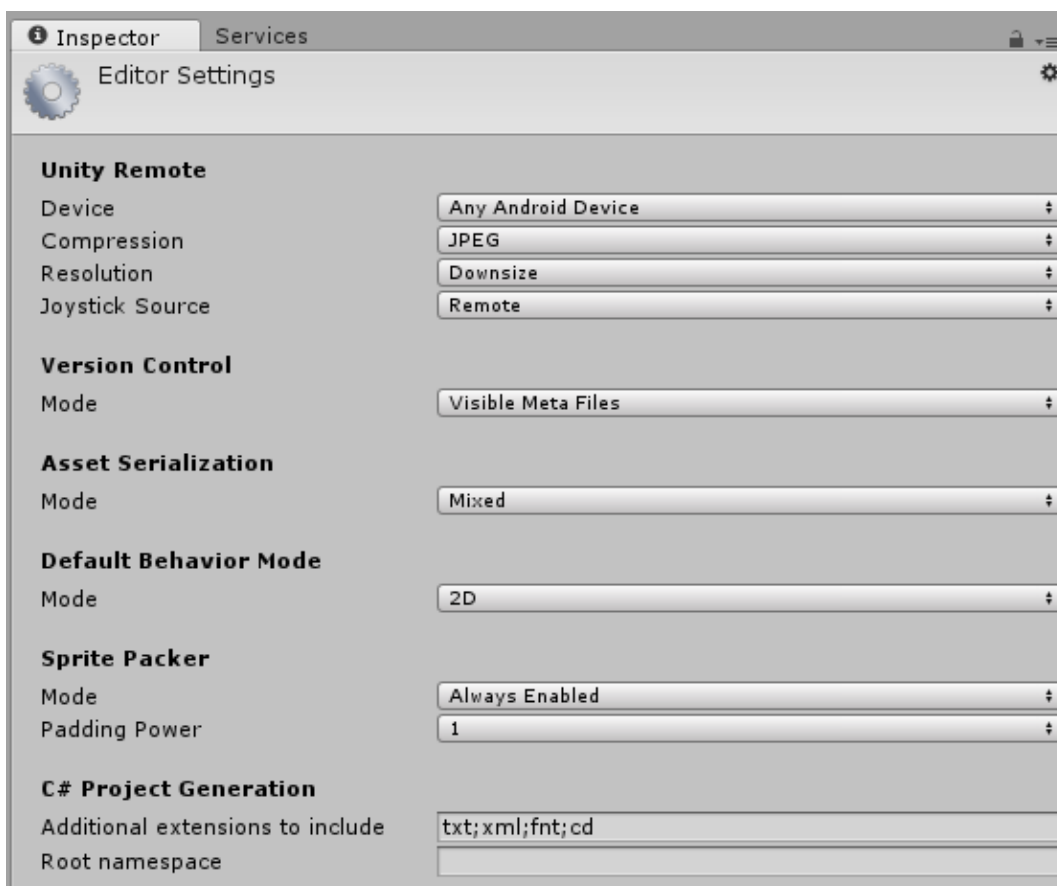 Inspector Services
Editor Settings
Unity Remote
Device Any Android Device
Compression JPEG
Resolution Downsize
Joystick Source Remote
Version Control
Mode Visible Meta Files
Asset Serialization
Mode Mixed
Default Behavior Mode
Mode 2D
Sprite Packer
Mode Always Enabled
Padding Power 1
C# Project Generation
Additional extensions to include txt;xml;fnt;cd
Root namespace